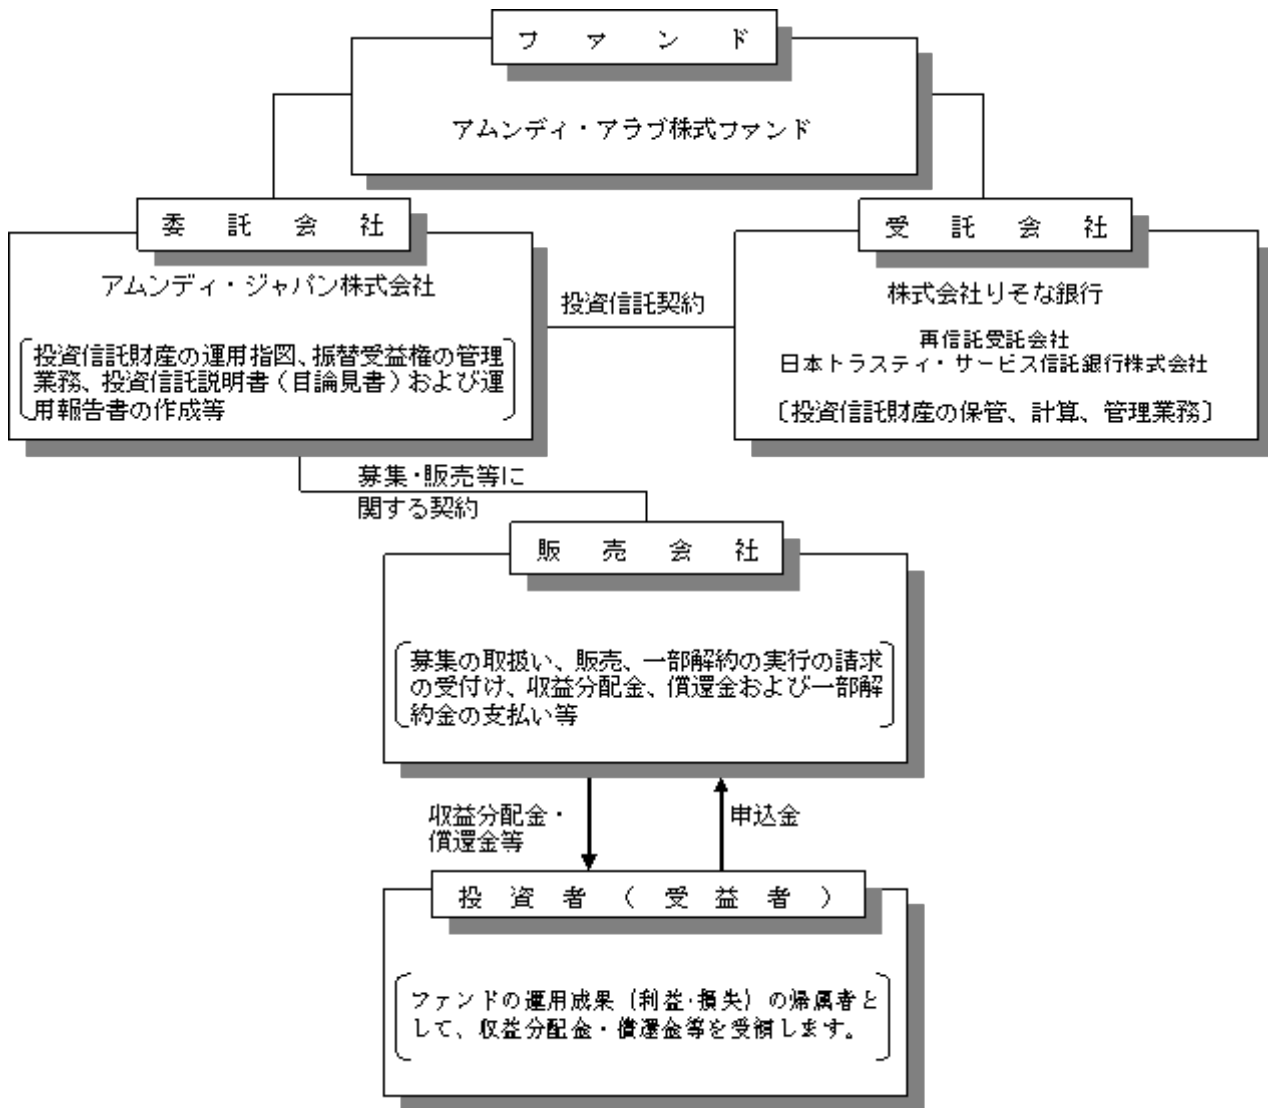 ファンド
アムンディ・アラブ株式ファンド
委託会社
アムンディ・ジャパン株式会社
投資信託財産の運用指図、振替受益権の管理
業務、投資信託説明書（目論見書）および運
用報告書の作成等
投資信託契約
受託会社
株式会社りそな銀行
再信託受託会社
日本トラスティ・サービス信託銀行株式会社
〔投資信託財産の保管、計算、管理業務〕
募集・販売等に
関する契約
販売会社
募集の取扱い、販売、一部解約の実行の請求
の受付け、収益分配金、償還金および一部解
約金の支払い等
収益分配金・
償還金等
申込金
投資者（受益者）
ファンドの運用成果（利益・損失）の帰属者と
して、収益分配金・償還金等を受領します。